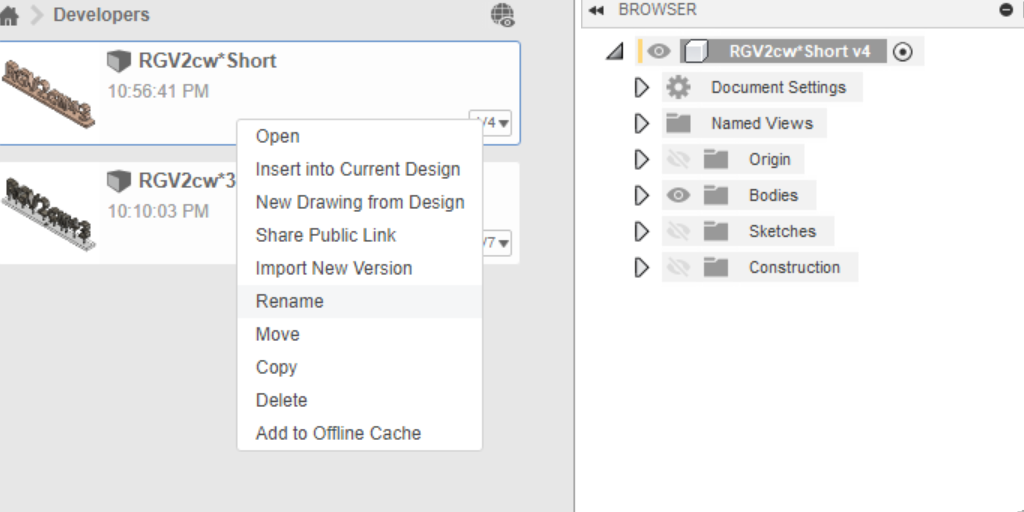 Developers
RGV2cw*Short
10:56:41 PM
/4
RGV2cw*3
10:10:03 PM
/7
Open
Insert into Current Design
New Drawing from Design
Share Public Link
Import New Version
Rename
Move
Copy
Delete
Add to Offline Cache
BROWSER
RGV2cw*Short v4
Document Settings
Named Views
Origin
Bodies
Sketches
Construction